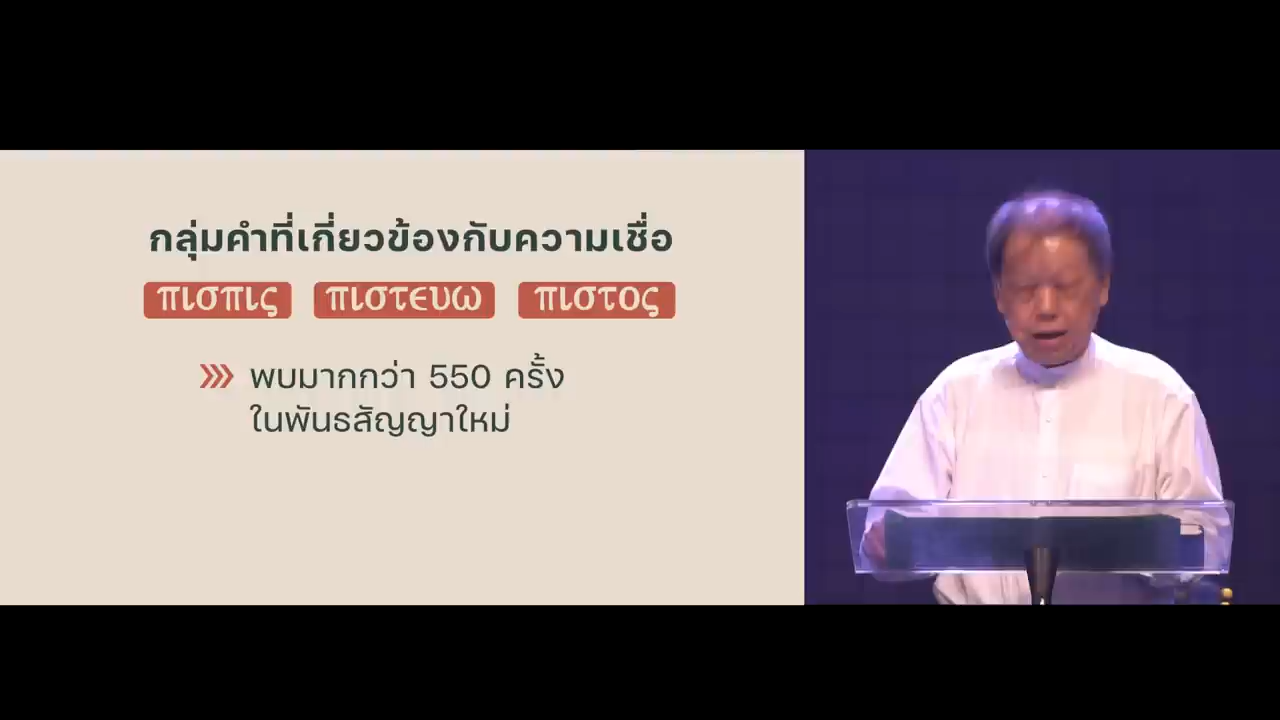 กลุ่มคำที่เกี่ยวข้องกับความเชื่อ
πισπις πιστευω πιστος
พบมากกว่า 550 ครั้ง
ในพันธสัญญาใหม่